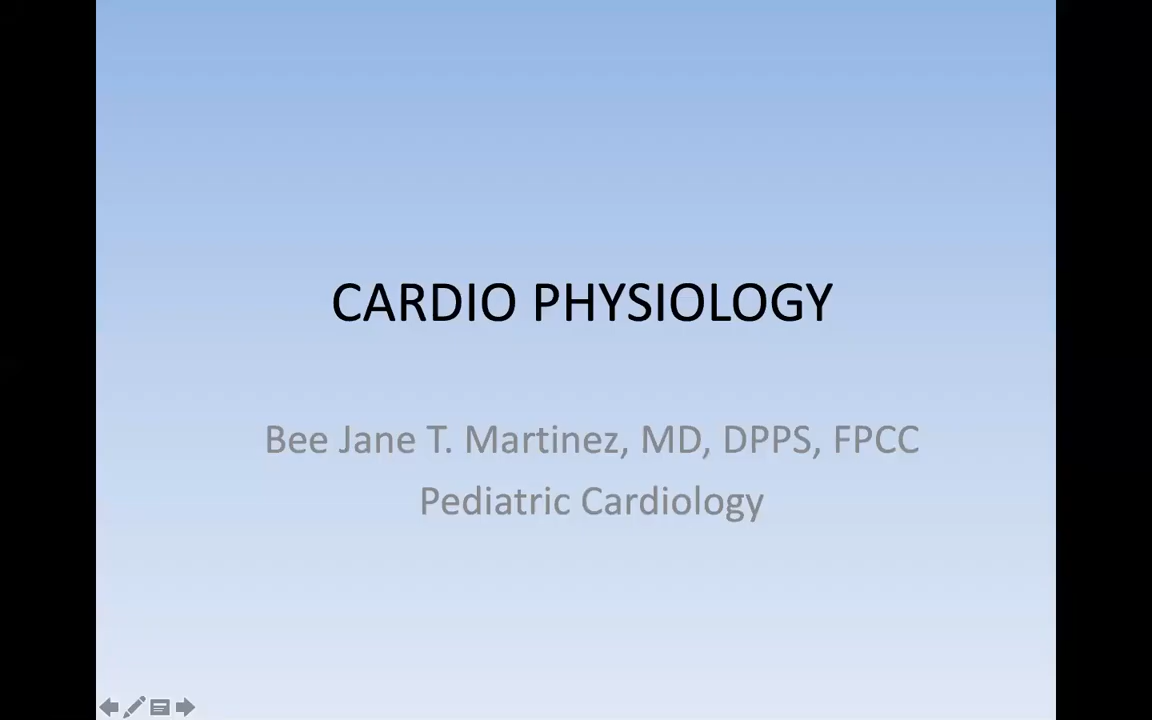 CARDIO PHYSIOLOGY
Bee Jane T. Martinez, MD, DPPS, FPCC
Pediatric Cardiology